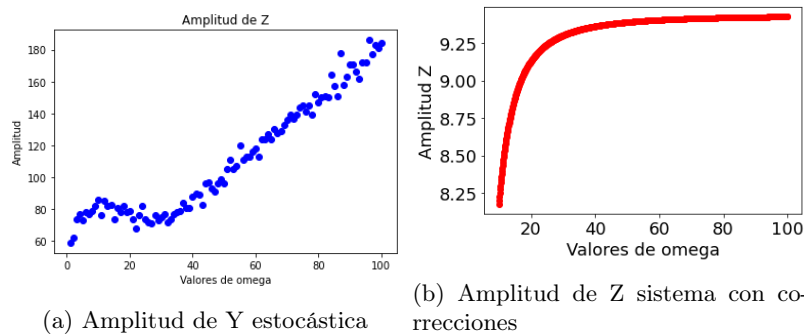 Amplitud de Z
Amplitud
180
160
140
120
100
80
60
0 20 40 60 80 100
Valores de omega
(a) Amplitud de Y estocástica
Amplitud Z
9.25
9.00
8.75
8.50
8.25
20 40 60 80 100
Valores de omega
(b) Amplitud de Z sistema con co-
rrecciones